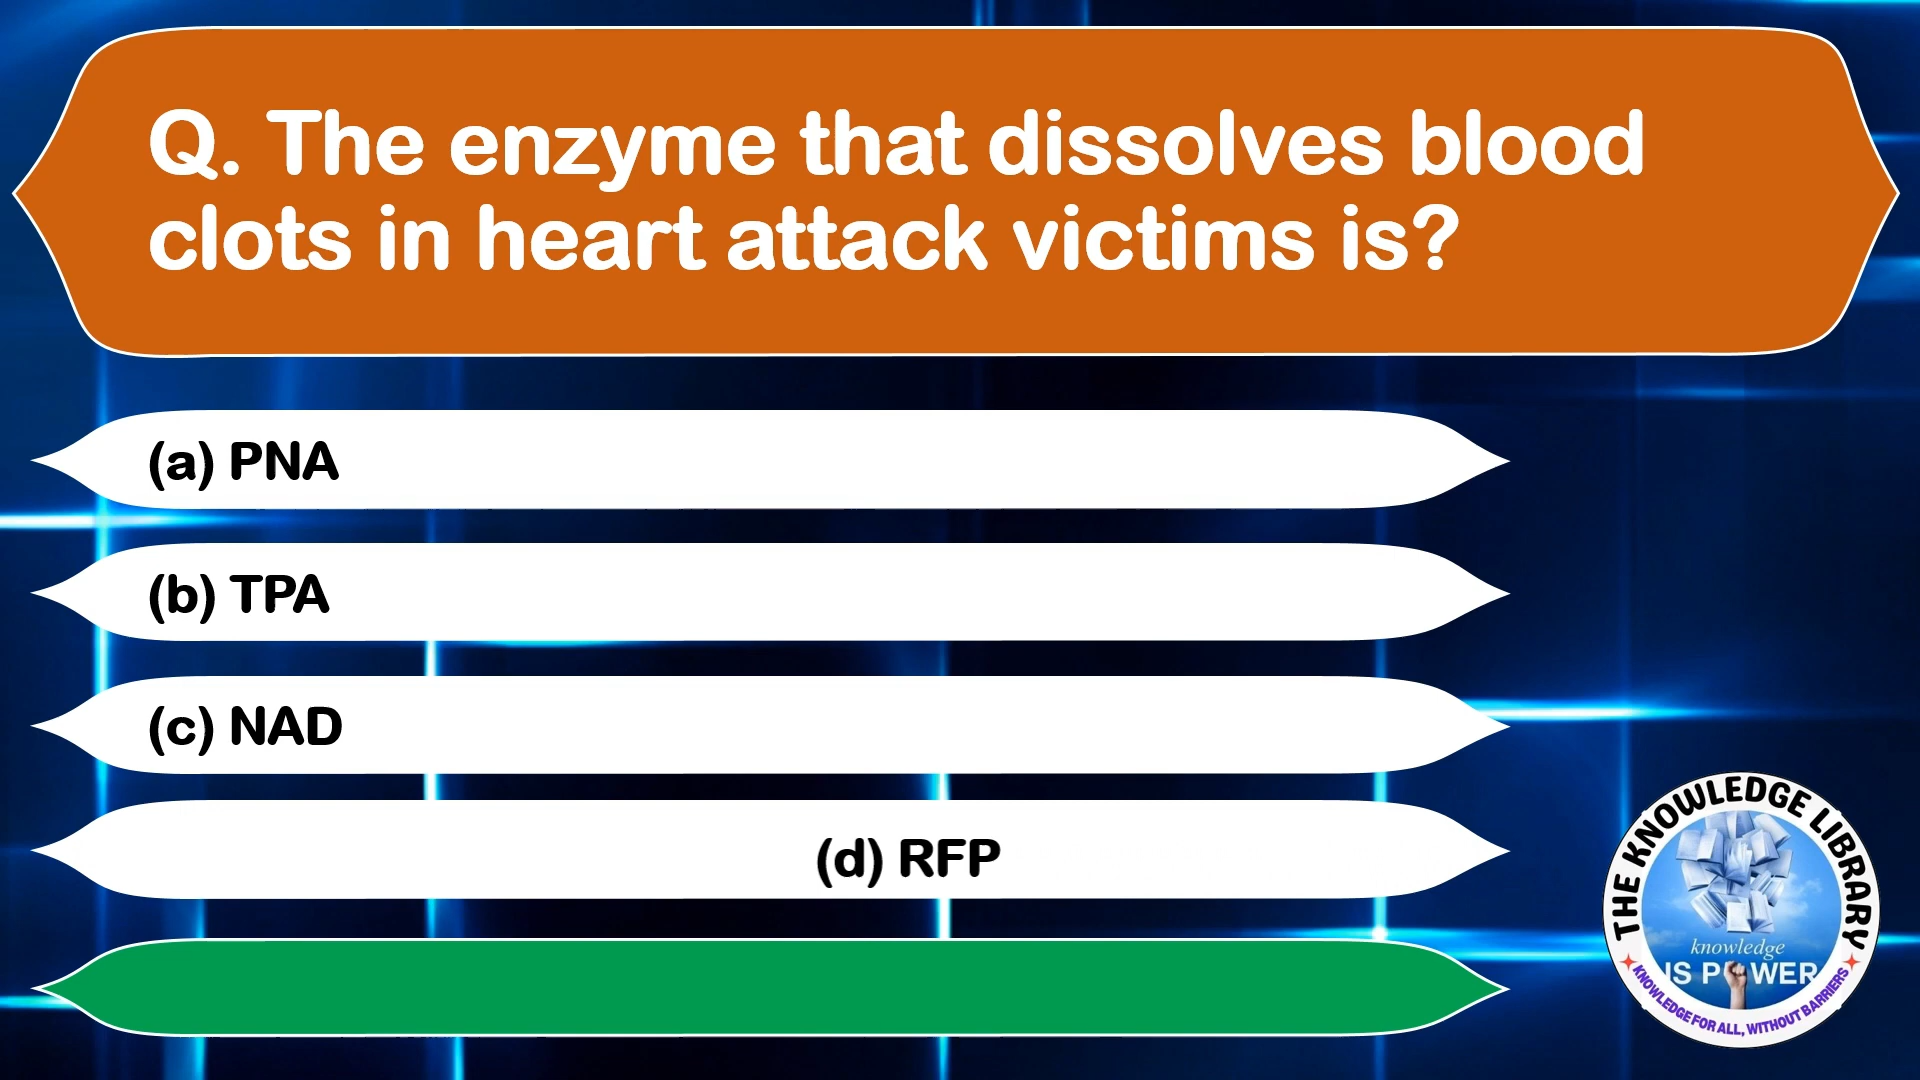 Q. The enzyme that dissolves blood
clots in heart attack victims is?
(a) PNA
(b) TPA
(c) NAD
(d) RFP
THE KNOWLEDGE LIBRARY
knowledge
IS POWER
KNOWLEDGE FOR ALL, WITHOUT BARRIERS